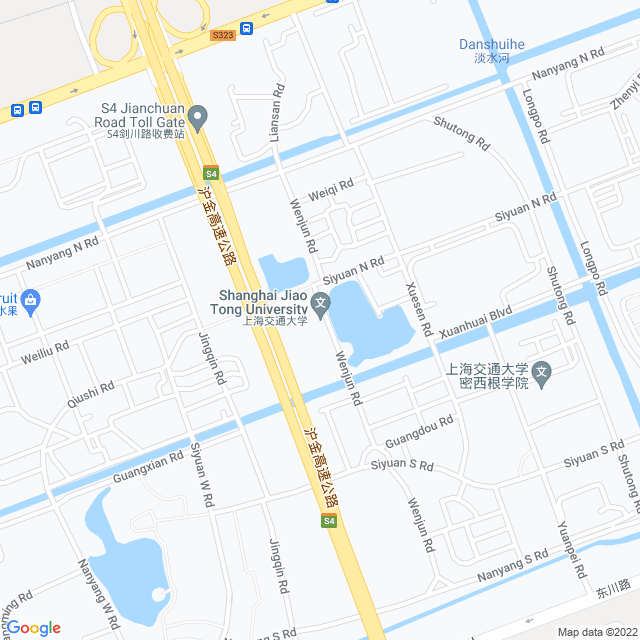 Danshuihe
淡水河
S323
Nanyang N Rd
Zhenyi
Longpo Rd
S4 Jianchuan
Road Toll Gate
S4剑川路收费站
Liansan Rd
Shutong Rd
S4
沪金高速公路
Weiqi Rd
Wenjun Rd
Siyuan N Rd
Nanyang N Rd
Longpo Rd
Siyuan N Rd
Shutong Rd
ruit
水果
Shanghai Jiao
Tong University
上海交通大学
Xuesen Rd
Xuanhuai Blvd
Weiliu Rd
Jingqin Rd
Wenjun Rd
上海交通大学
密西根学院
Qiushi Rd
Guangdou Rd
沪金高速公路
Guangxian Rd
Siyuan W Rd
Siyuan S Rd
Siyuan S Rd
Shutong Rd
Wenjun Rd
S4
Yuanpei Rd
Jingqin Rd
Nanyang S Rd
Nanyang W Rd
东川路
ming Rd
Google
Map data ©2022